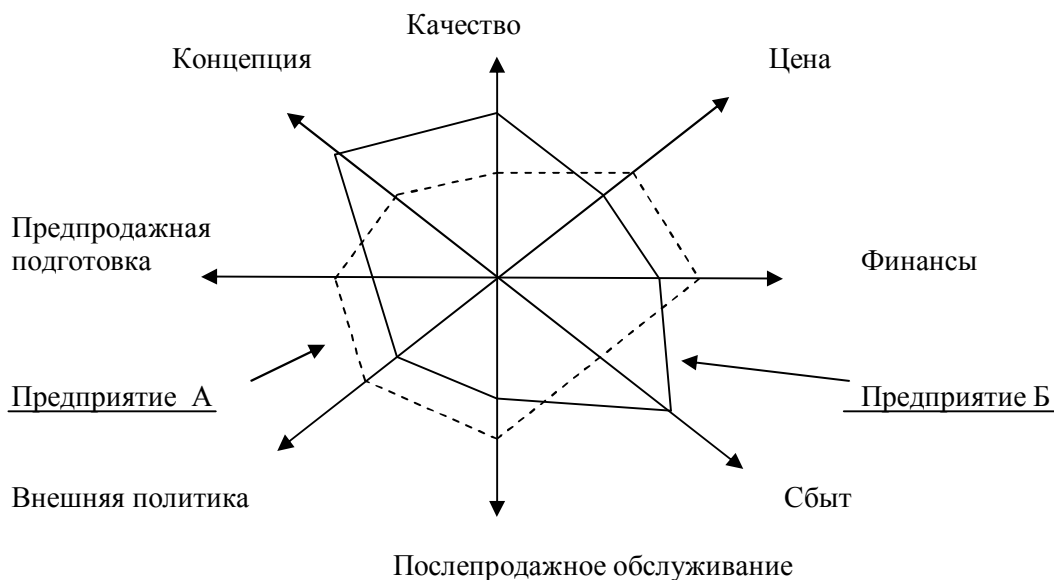 Качество
Концепция
Цена
Предпродажная
подготовка
Финансы
Предприятие А
Предприятие Б
Внешняя политика
Сбыт
Послепродажное обслуживание